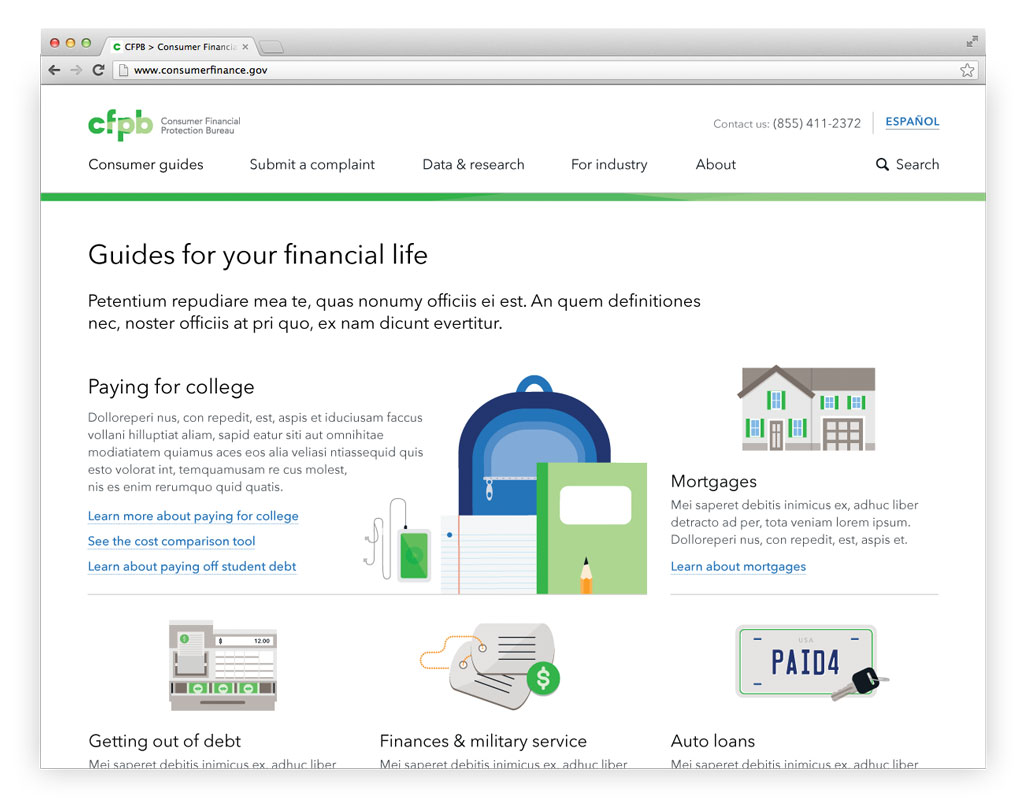 CFPB > Consumer Financia
www.consumerfinance.gov
cfpb
Consumer Financial
Protection Bureau
Contact us: (855) 411-2372
ESPAÑOL
Consumer guides
Submit a complaint
Data & research
For industry
About
Search
Guides for your financial life
Petentium repudiare mea te, quas nonumy officiis ei est. An quem definitiones
nec, noster officiis at pri quo, ex nam dicunt evertitur.
Paying for college
Dolloreperi nus, con repedit, est, aspis et iduciusam faccus
vollani hilluptiat aliam, sapid eatur siti aut omnihitae
modiatatem quiamus aces eos alia veliasi ntiassequid quis
esto volorat int, temquamusam re cus molest,
nis es enim rerumquo quid quatis.
Learn more about paying for college
See the cost comparison tool
Learn about paying off student debt
Mortgages
Mei saperet debitis inimicus ex, adhuc liber
detracto ad per, tota veniam lorem ipsum.
Dolloreperi nus, con repedit, est, aspis et.
Learn about mortgages
$
$ 12.00
$
USA
PAID4
Getting out of debt
Mei saperet debitis inimicus ex, adhuc liber
Finances & military service
Mei saperet debitis inimicus ex, adhuc liber
Auto loans
Mei saperet debitis inimicus ex, adhuc liber